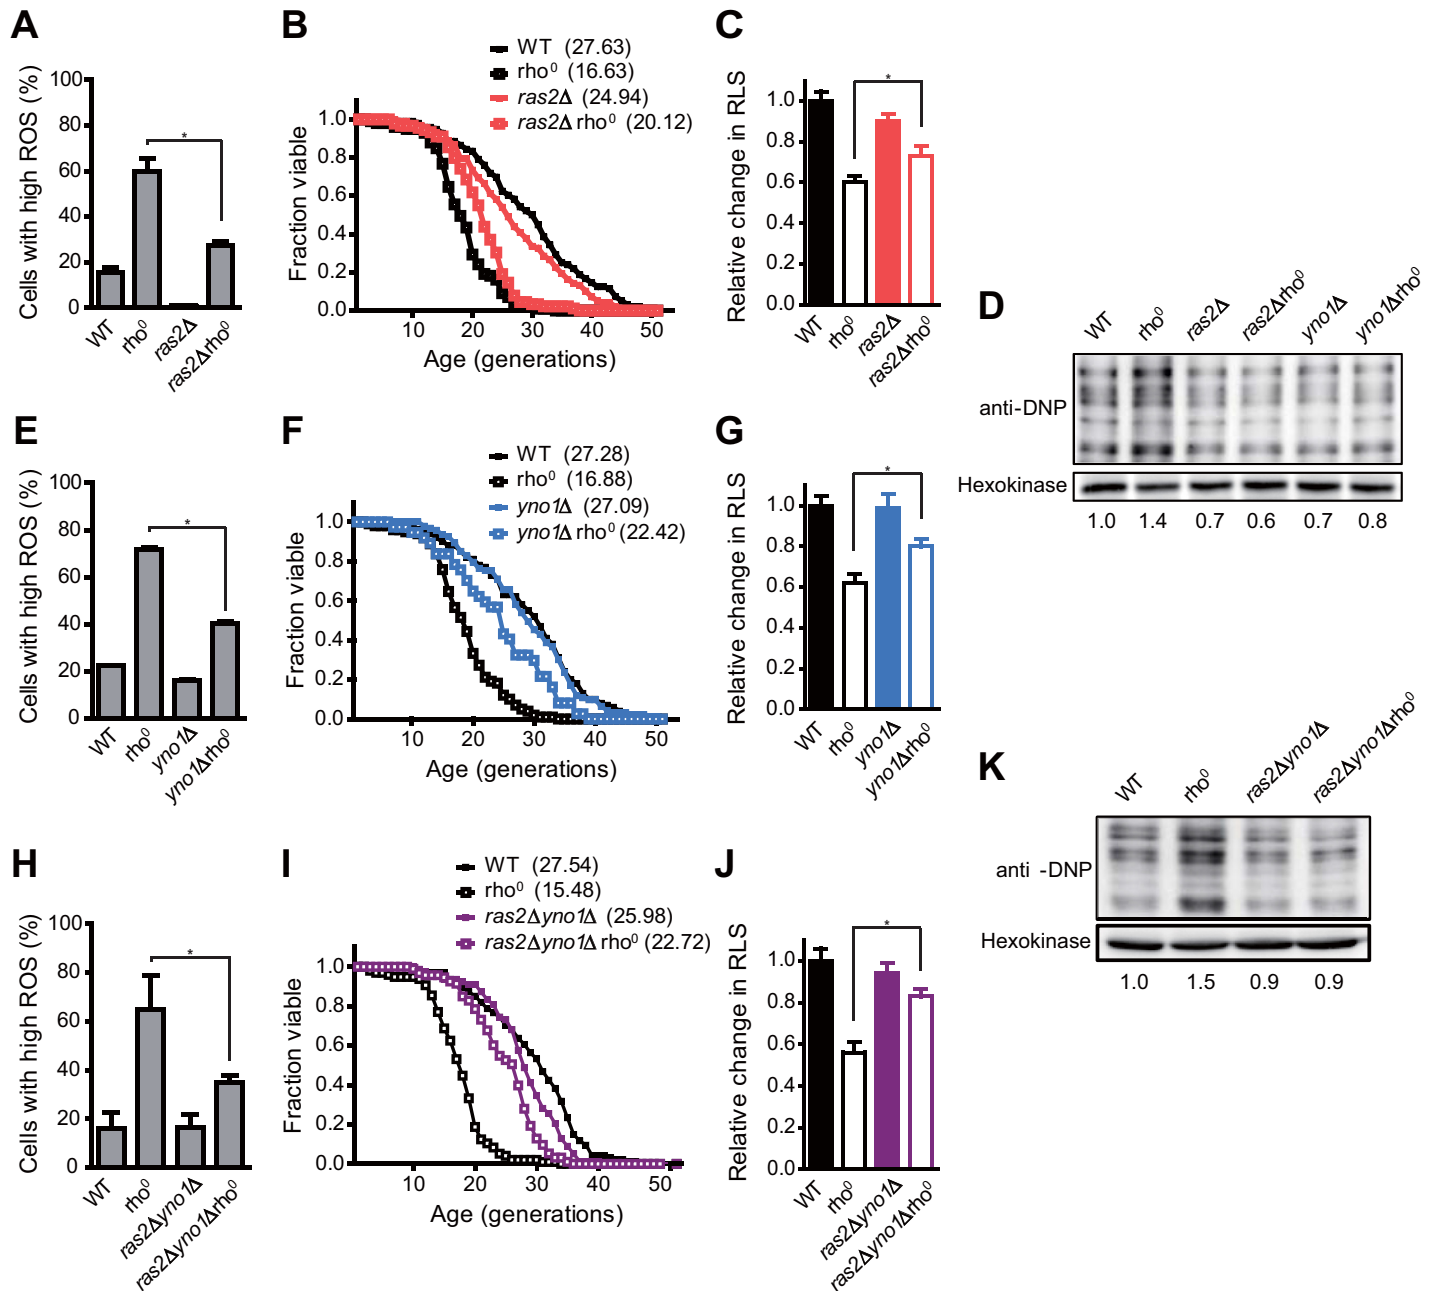 A
Cells with high ROS (%)
100
80
60
40
20
0
*
WT
rho⁰
ras2Δ
ras2Δrho⁰
B
WT (27.63)
rho⁰ (16.63)
ras2Δ (24.94)
ras2Δ rho⁰ (20.12)
Fraction viable
1.0
0.8
0.6
0.4
0.2
0.0
10 20 30 40 50
Age (generations)
C
Relative change in RLS
1.0
0.8
0.6
0.4
0.2
0.0
*
WT
rho⁰
ras2Δ
ras2Δrho⁰
D
WT
rho⁰
ras2Δ
ras2Δrho⁰
yno1Δ
yno1Δrho⁰
anti-DNP
Hexokinase
1.0 1.4 0.7 0.6 0.7 0.8
E
Cells with high ROS (%)
100
80
60
40
20
0
*
WT
rho⁰
yno1Δ
yno1Δrho⁰
F
WT (27.28)
rho⁰ (16.88)
yno1Δ (27.09)
yno1Δ rho⁰ (22.42)
Fraction viable
1.0
0.8
0.6
0.4
0.2
0.0
10 20 30 40 50
Age (generations)
G
Relative change in RLS
1.0
0.8
0.6
0.4
0.2
0.0
*
WT
rho⁰
yno1Δ
yno1Δrho⁰
H
Cells with high ROS (%)
100
80
60
40
20
0
*
WT
rho⁰
ras2Δyno1Δ
ras2Δyno1Δrho⁰
I
WT (27.54)
rho⁰ (15.48)
ras2Δyno1Δ (25.98)
ras2Δyno1Δ rho⁰ (22.72)
Fraction viable
1.0
0.8
0.6
0.4
0.2
0.0
10 20 30 40 50
Age (generations)
J
Relative change in RLS
1.0
0.8
0.6
0.4
0.2
0.0
*
WT
rho⁰
ras2Δyno1Δ
ras2Δyno1Δrho⁰
K
WT
rho⁰
ras2Δyno1Δ
ras2Δyno1Δrho⁰
anti -DNP
Hexokinase
1.0 1.5 0.9 0.9